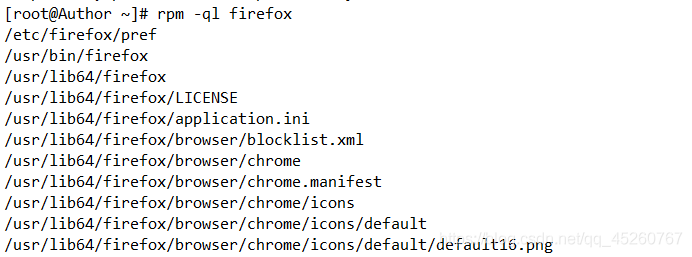 [root@Author ~]# rpm -ql firefox
/etc/firefox/pref
/usr/bin/firefox
/usr/lib64/firefox
/usr/lib64/firefox/LICENSE
/usr/lib64/firefox/application.ini
/usr/lib64/firefox/browser/blocklist.xml
/usr/lib64/firefox/browser/chrome
/usr/lib64/firefox/browser/chrome.manifest
/usr/lib64/firefox/browser/chrome/icons
/usr/lib64/firefox/browser/chrome/icons/default
/usr/lib64/firefox/browser/chrome/icons/default/default16.png
https://blog.csdn.net/qq_45260767